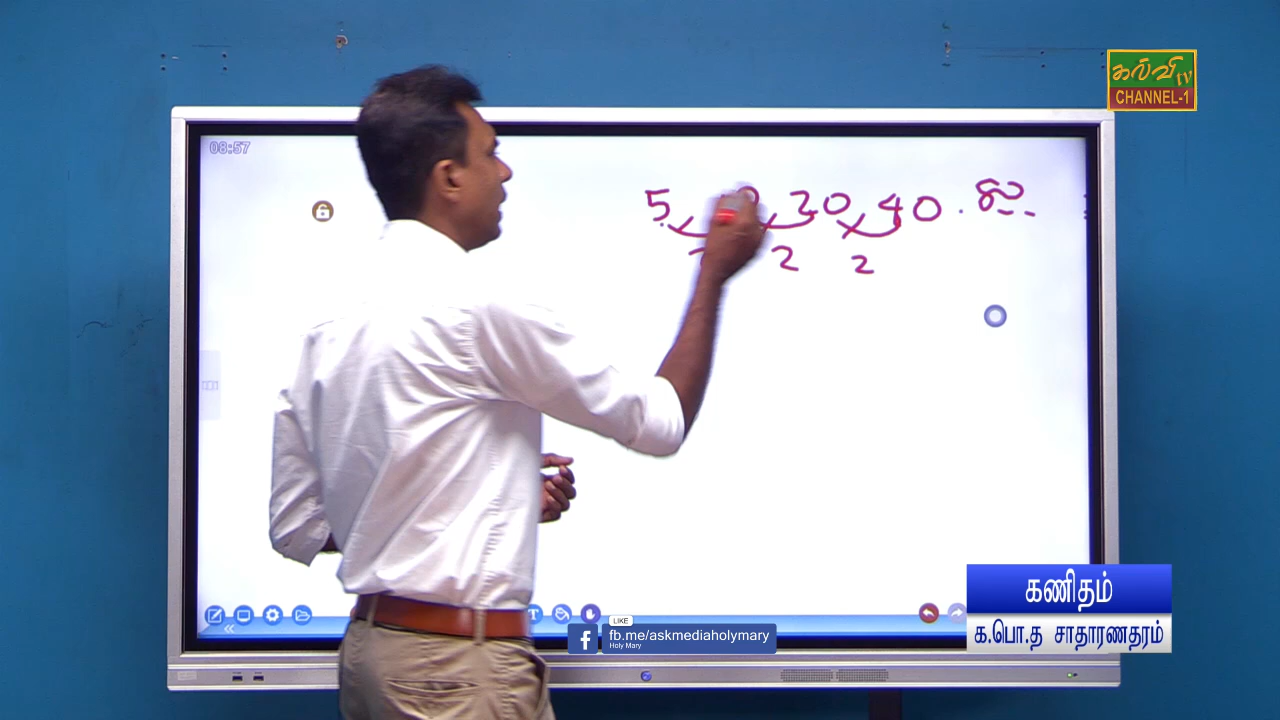 கல்வி TV
CHANNEL-1
08:57
5 20 40
2 2
கணிதம்
க.பொ.த சாதாரணதரம்
LIKE
fb.me/askmediaholymary
Holy Mary